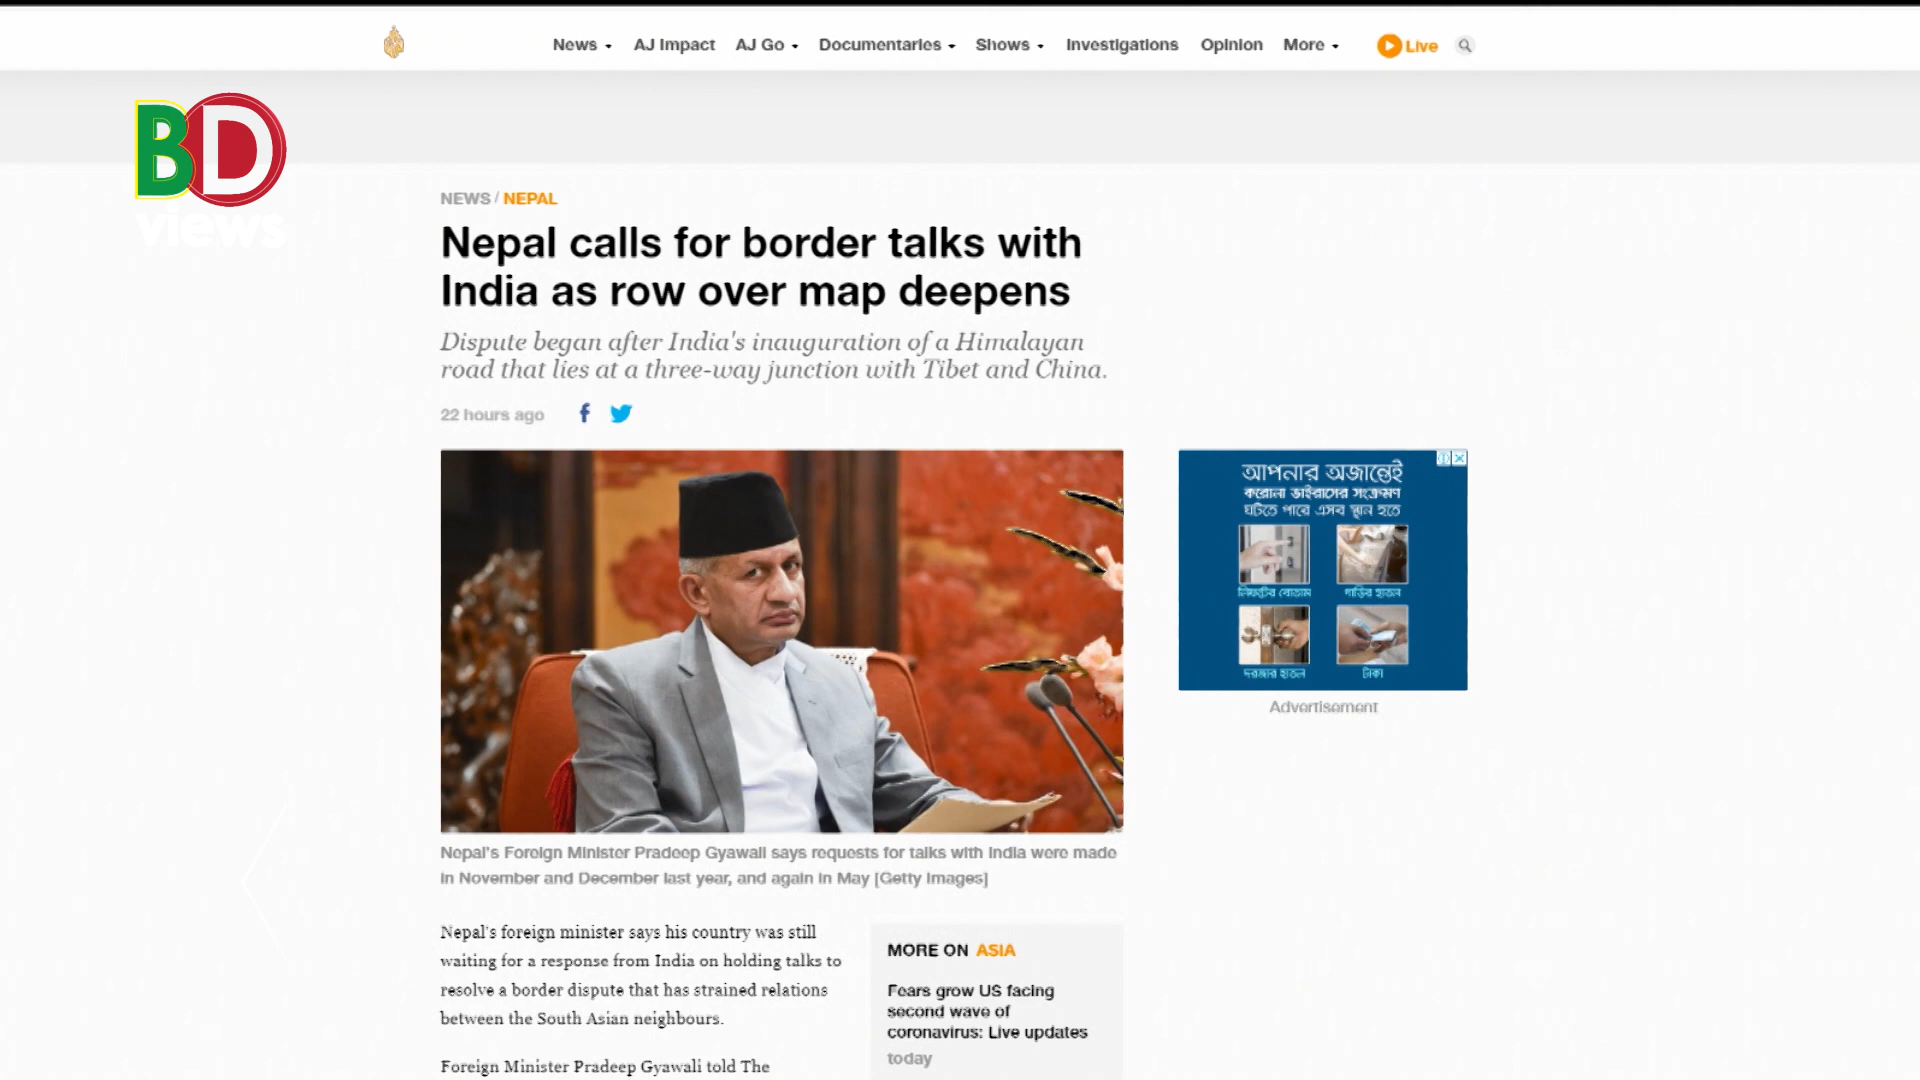 News
AJ Impact
AJ Go
Documentaries
Shows
Investigations
Opinion
More
Live
BD
views
NEWS / NEPAL
Nepal calls for border talks with
India as row over map deepens
Dispute began after India's inauguration of a Himalayan
road that lies at a three-way junction with Tibet and China.
22 hours ago
আপনার অজান্তেই
করোনা ভাইরাসের সংক্রমণ
ঘটতে পারে এসব স্থান হতে
লিফটের বোতাম
গাড়ির হাতল
দরজার হাতল
টাকা
Advertisement
Nepal's Foreign Minister Pradeep Gyawali says requests for talks with India were made
in November and December last year, and again in May [Getty Images]
Nepal's foreign minister says his country was still
waiting for a response from India on holding talks to
resolve a border dispute that has strained relations
between the South Asian neighbours.
Foreign Minister Pradeep Gyawali told The
MORE ON ASIA
Fears grow US facing
second wave of
coronavirus: Live updates
today